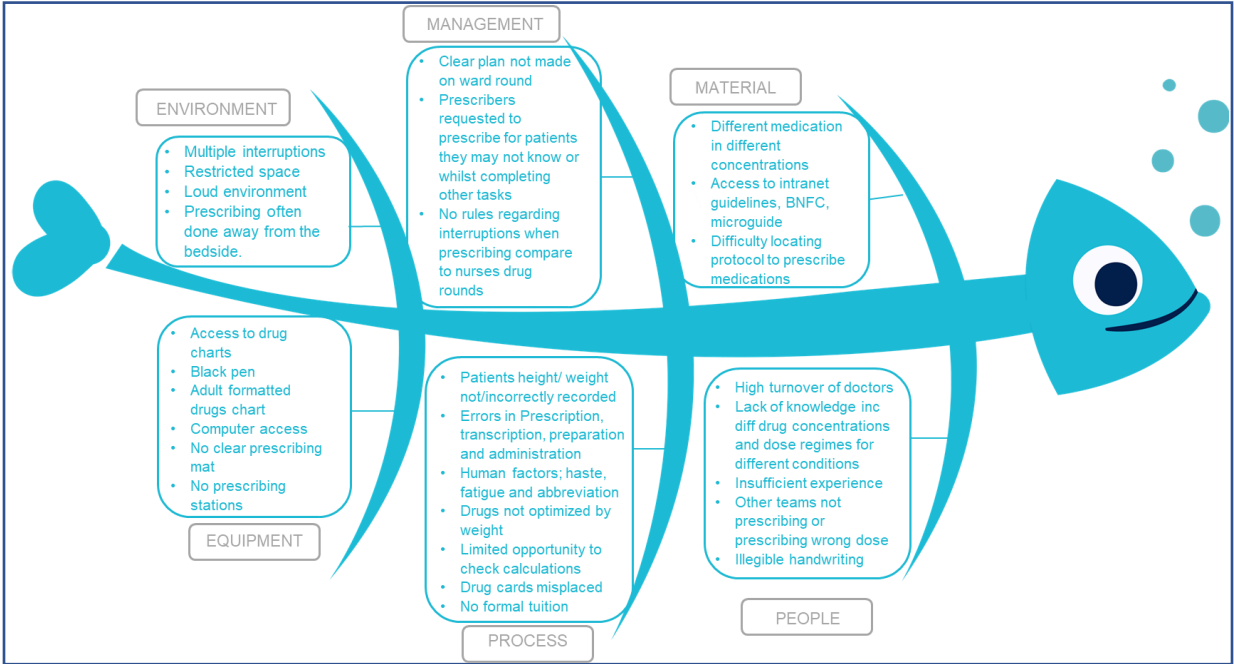 MANAGEMENT
• Clear plan not made
on ward round
• Prescribers
requested to
prescribe for patients
they may not know or
whilst completing
other tasks
• No rules regarding
interruptions when
prescribing compare
to nurses drug
rounds
MATERIAL
• Different medication
in different
concentrations
• Access to intranet
guidelines, BNFC,
microguide
• Difficulty locating
protocol to prescribe
medications
ENVIRONMENT
• Multiple interruptions
• Restricted space
• Loud environment
• Prescribing often
done away from the
bedside.
• Access to drug
charts
• Black pen
• Adult formatted
drugs chart
• Computer access
• No clear prescribing
mat
• No prescribing
stations
EQUIPMENT
• Patients height/ weight
not/incorrectly recorded
• Errors in Prescription,
transcription, preparation
and administration
• Human factors; haste,
fatigue and abbreviation
• Drugs not optimized by
weight
• Limited opportunity to
check calculations
• Drug cards misplaced
• No formal tuition
PROCESS
• High turnover of doctors
• Lack of knowledge inc
diff drug concentrations
and dose regimes for
different conditions
• Insufficient experience
• Other teams not
prescribing or
prescribing wrong dose
• Illegible handwriting
PEOPLE